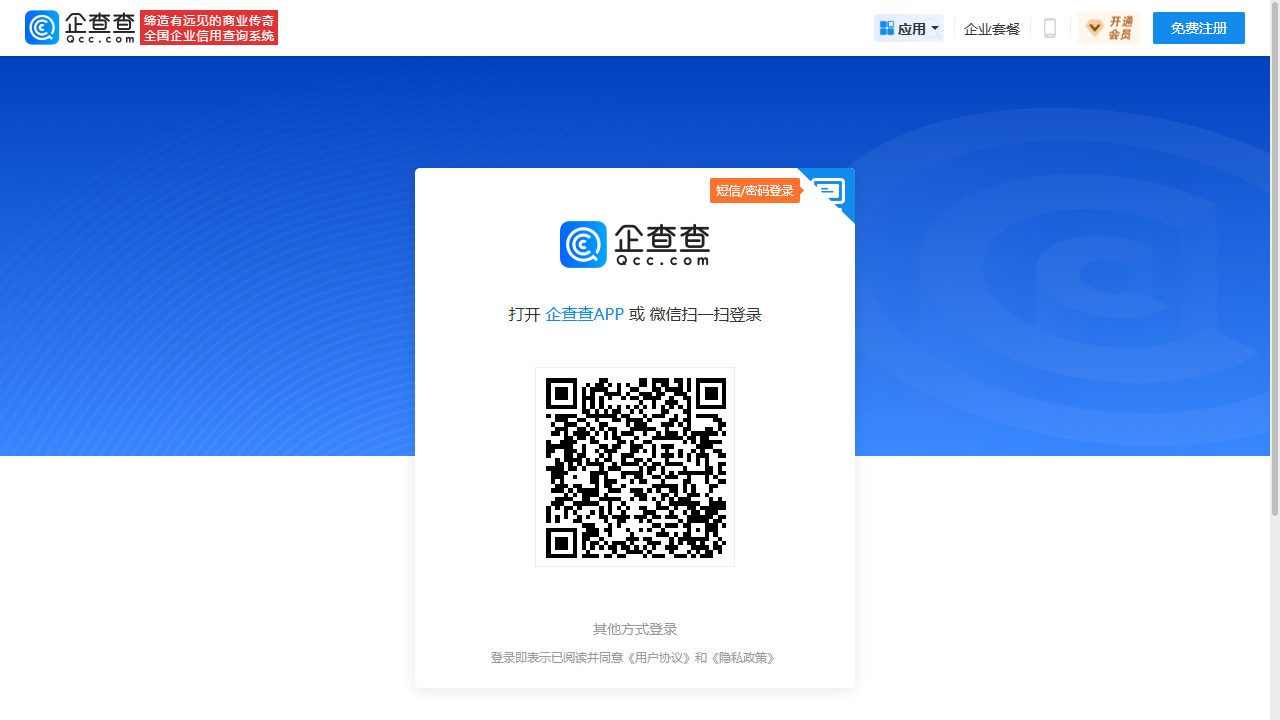 企查查
Qcc.com
缔造有远见的商业传奇
全国企业信用查询系统
应用
企业套餐
开通
会员
免费注册
短信/密码登录
企查查
Qcc.com
打开 企查查APP 或 微信扫一扫登录
其他方式登录
登录即表示已阅读并同意《用户协议》和《隐私政策》